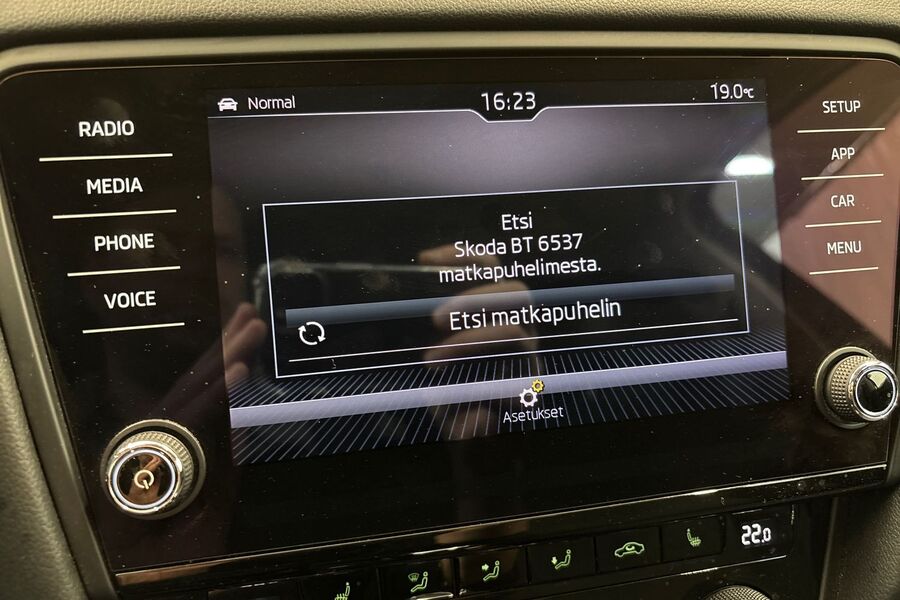 Normal
16:23
19.0°C
RADIO
MEDIA
PHONE
VOICE
SETUP
APP
CAR
MENU
Etsi
Skoda BT 6537
matkapuhelimesta.
Etsi matkapuhelin
Asetukset
22.0